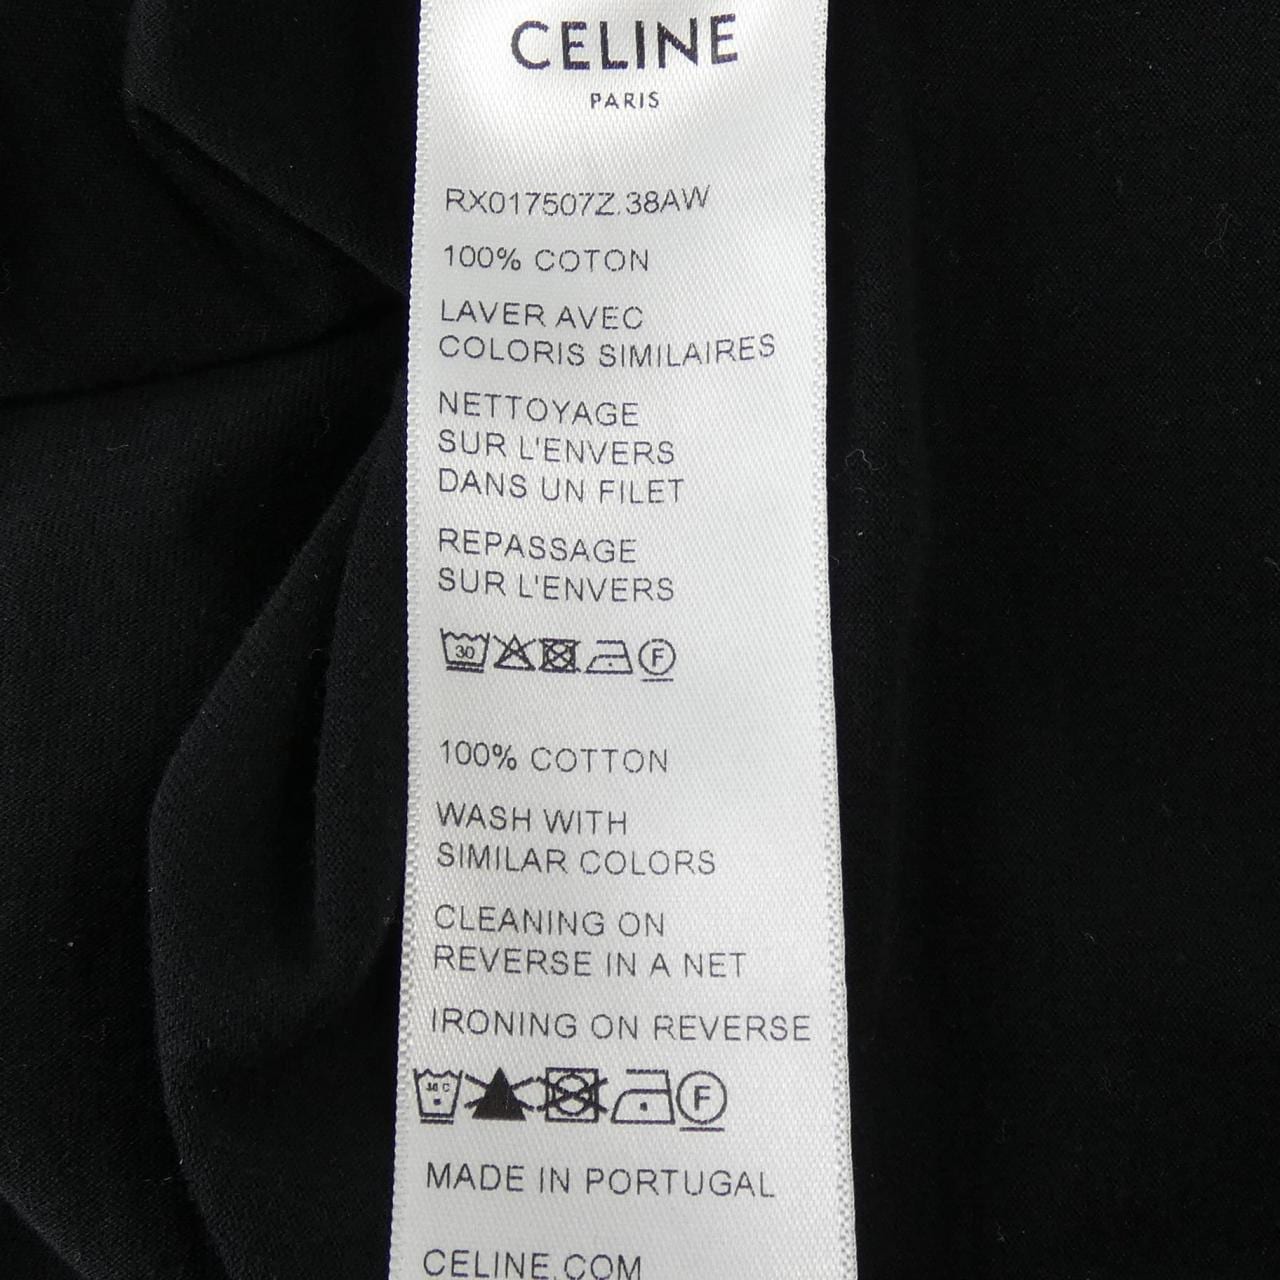 CELINE
PARIS
RX017507Z.38AW
100% COTON
LAVER AVEC
COLORIS SIMILAIRES
NETTOYAGE
SUR L'ENVERS
DANS UN FILET
REPASSAGE
SUR L'ENVERS
30 F
100% COTTON
WASH WITH
SIMILAR COLORS
CLEANING ON
REVERSE IN A NET
IRONING ON REVERSE
30 C F
MADE IN PORTUGAL
CELINE.COM